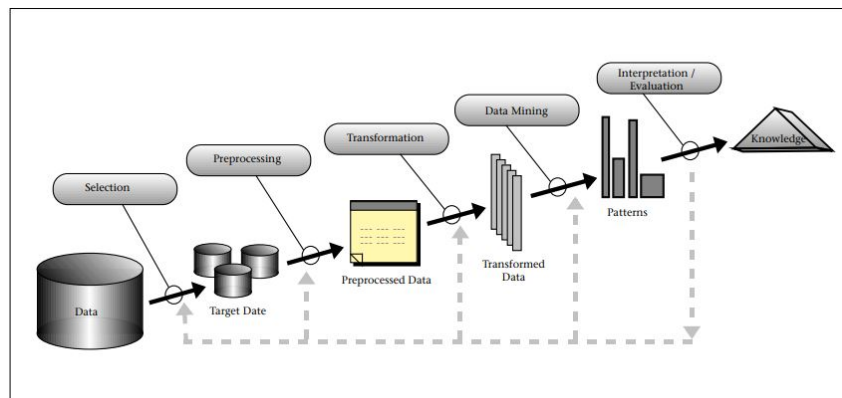 Interpretation /
Evaluation
Data Mining
Transformation
Preprocessing
Selection
Knowledge
Patterns
Transformed
Data
Preprocessed Data
Target Date
Data